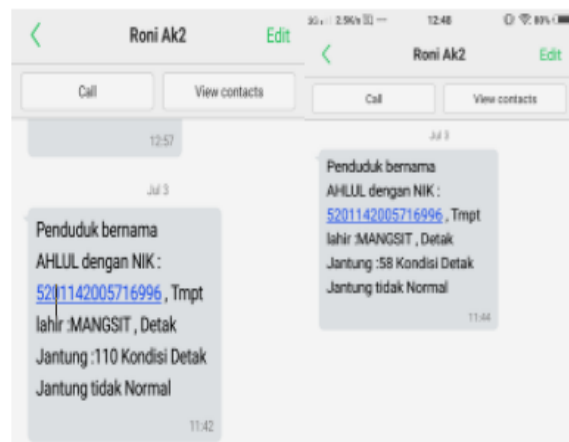 Roni Ak2
Edit
Call
View contacts
12:57
Jul 3
Penduduk bernama
AHLUL dengan NIK :
5201142005716996 , Tmpt
lahir :MANGSIT , Detak
Jantung :110 Kondisi Detak
Jantung tidak Normal
11:42
12:48
Roni Ak2
Edit
Call
View contacts
Jul 3
Penduduk bernama
AHLUL dengan NIK :
5201142005716996 , Tmpt
lahir :MANGSIT , Detak
Jantung :58 Kondisi Detak
Jantung tidak Normal
11:44